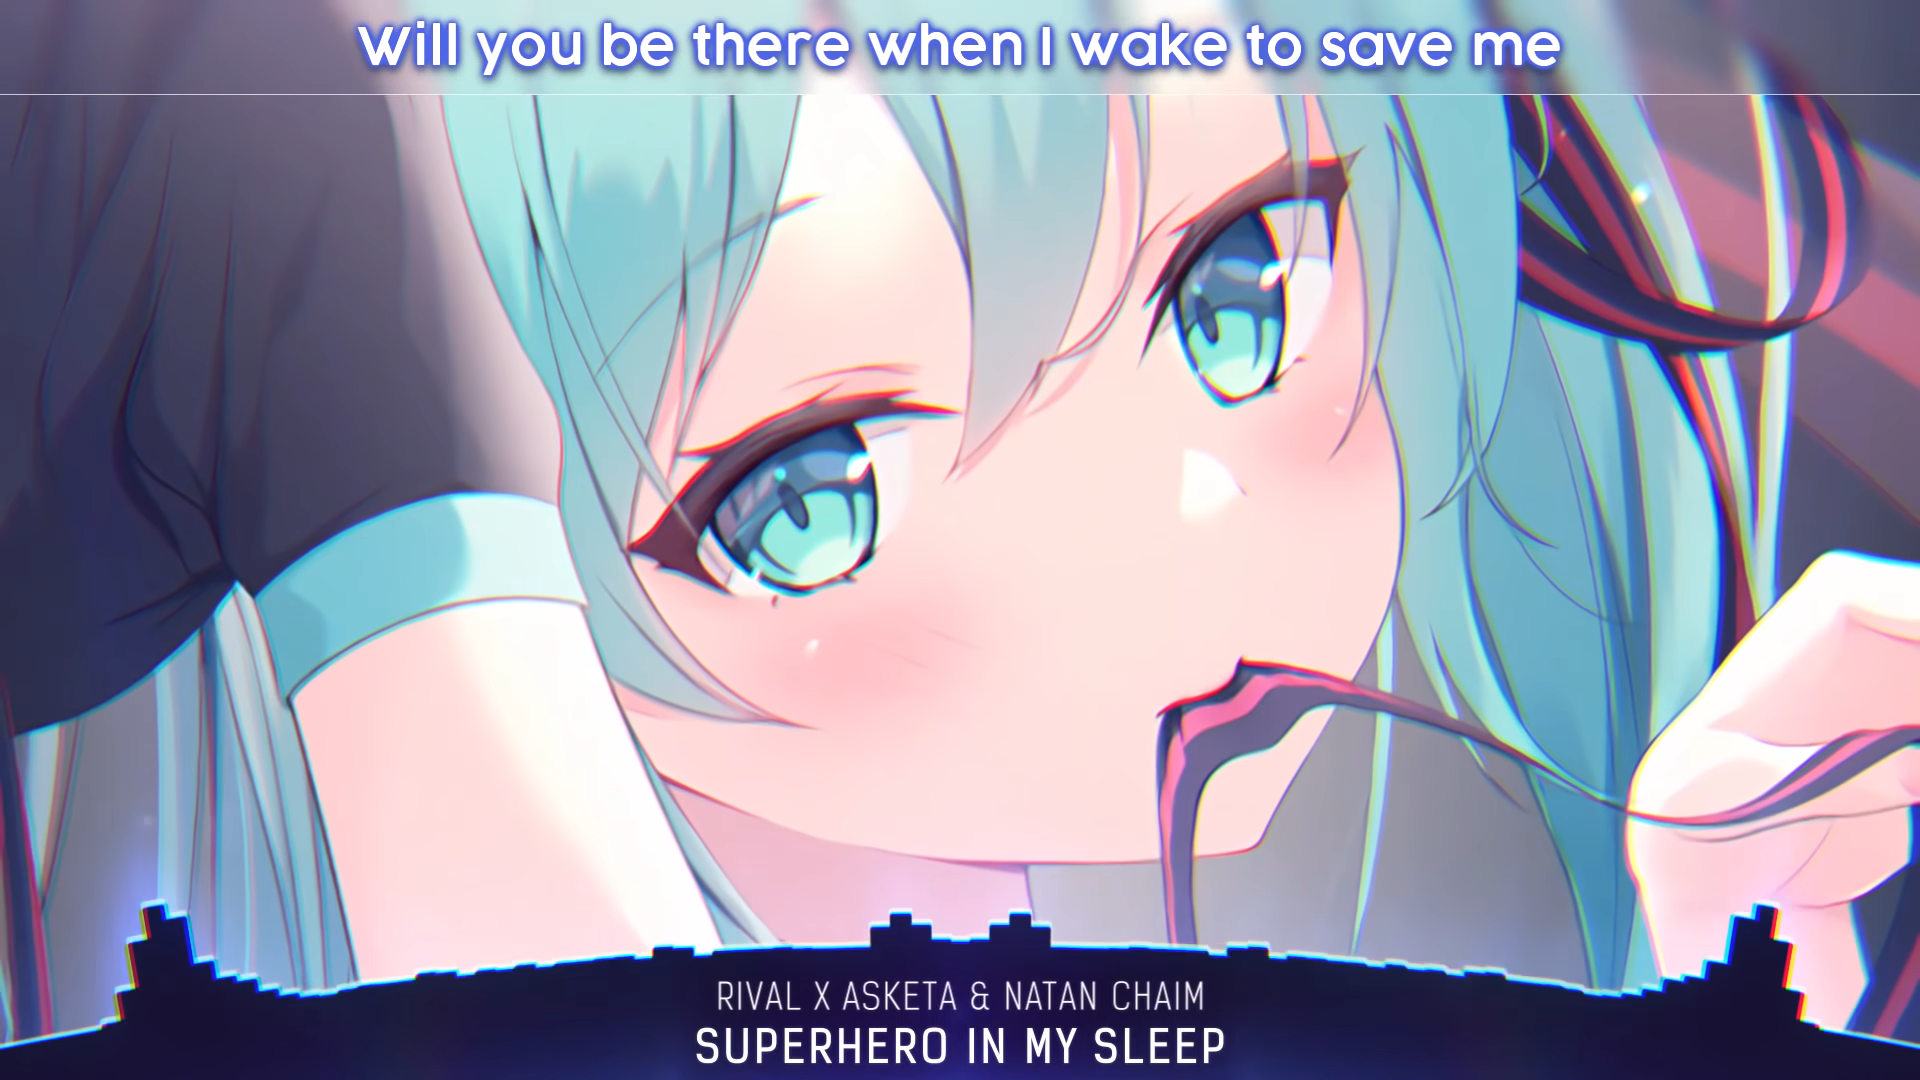 Will you be there when I wake to save me
RIVAL X ASKETA & NATAN CHAIM
SUPERHERO IN MY SLEEP